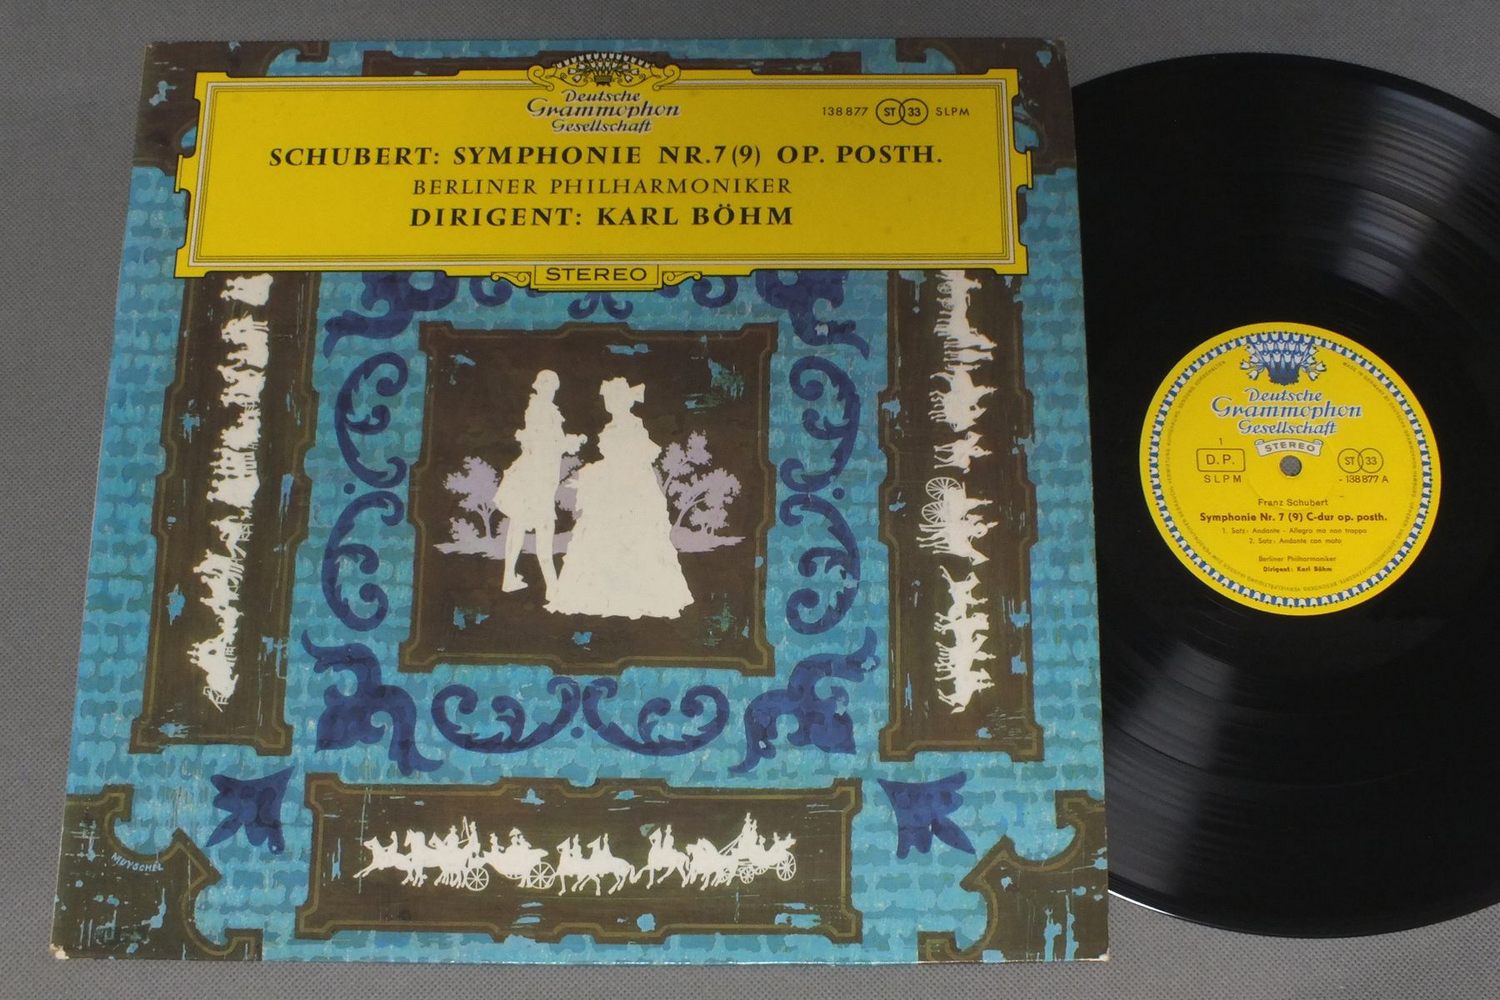 Deutsche
Grammophon
Gesellschaft
138 877 ST 33 SLPM
SCHUBERT: SYMPHONIE NR. 7 (9) OP. POSTH.
BERLINER PHILHARMONIKER
DIRIGENT: KARL BÖHM
STEREO
MUYSCHEL
Deutsche
Grammophon
Gesellschaft
STEREO
1
D.P.
SLPM
ST 33
- 138 877 A
Franz Schubert
Symphonie Nr. 7 (9) C-dur op. posth.
1. Satz: Andante - Allegro ma non troppo
2. Satz: Andante con moto
Berliner Philharmoniker
Dirigent: Karl Böhm